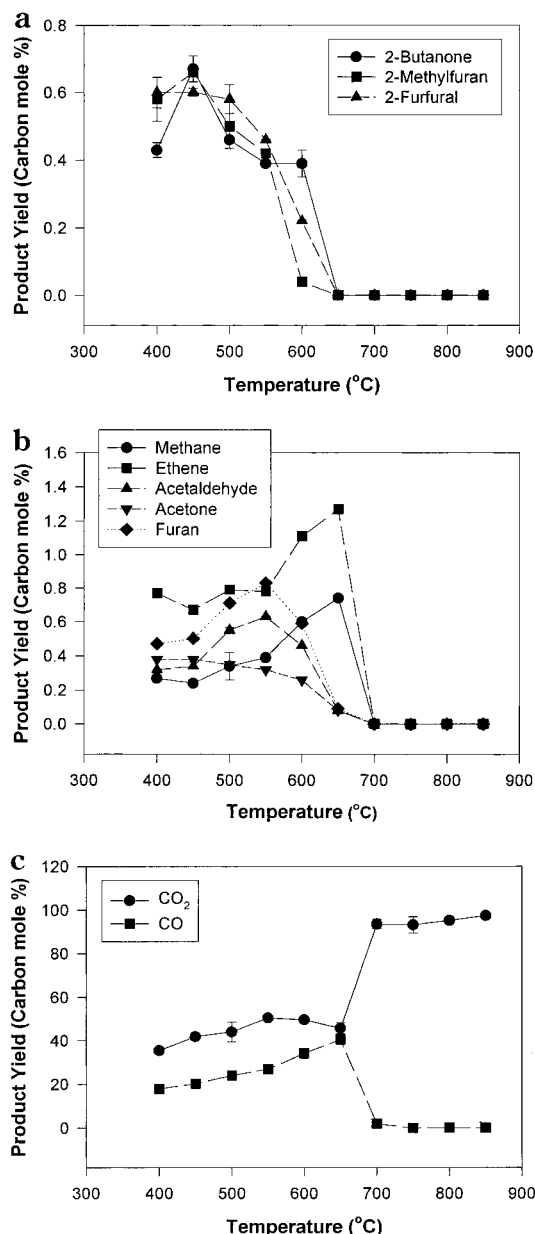 a
0.8
0.6
0.4
0.2
0.0
Product Yield (Carbon mole %)
2-Butanone
2-Methylfuran
2-Furfural
300 400 500 600 700 800 900
Temperature (°C)
b
1.6
1.4
1.2
1.0
0.8
0.6
0.4
0.2
0.0
Product Yield (Carbon mole %)
Methane
Ethene
Acetaldehyde
Acetone
Furan
300 400 500 600 700 800 900
Temperature (°C)
c
120
100
80
60
40
20
0
Product Yield (Carbon mole %)
CO₂
CO
300 400 500 600 700 800 900
Temperature (°C)